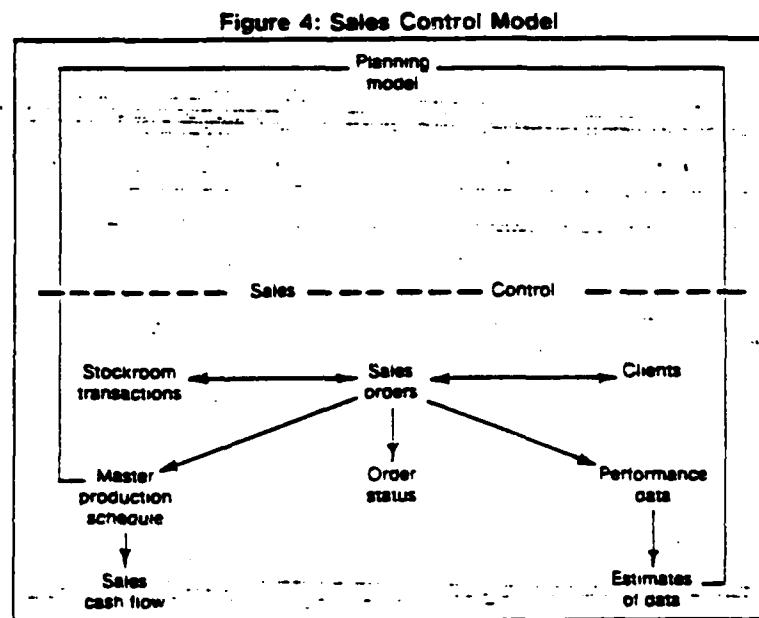 Figure 4: Sales Control Model
Planning
model
Sales Control
Stockroom
transactions
Sales
orders
Clients
Master
production
schedule
Order
status
Performance
data
Sales
cash flow
Estimates
of data